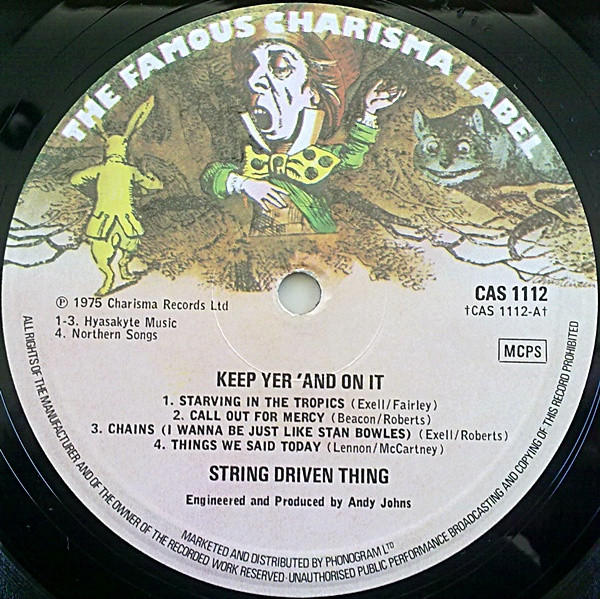 THE FAMOUS CHARISMA LABEL
℗ 1975 Charisma Records Ltd
1-3. Hyasakyte Music
4. Northern Songs
CAS 1112
†CAS 1112-A†
MCPS
KEEP YER 'AND ON IT
1. STARVING IN THE TROPICS (Exell/Fairley)
2. CALL OUT FOR MERCY (Beacon/Roberts)
3. CHAINS (I WANNA BE JUST LIKE STAN BOWLES) (Exell/Roberts)
4. THINGS WE SAID TODAY (Lennon/McCartney)
STRING DRIVEN THING
Engineered and Produced by Andy Johns
MARKETED AND DISTRIBUTED BY PHONOGRAM LTD
ALL RIGHTS OF THE MANUFACTURER AND OF THE OWNER OF THE RECORDED WORK RESERVED·UNAUTHORISED PUBLIC PERFORMANCE BROADCASTING AND COPYING OF THIS RECORD PROHIBITED